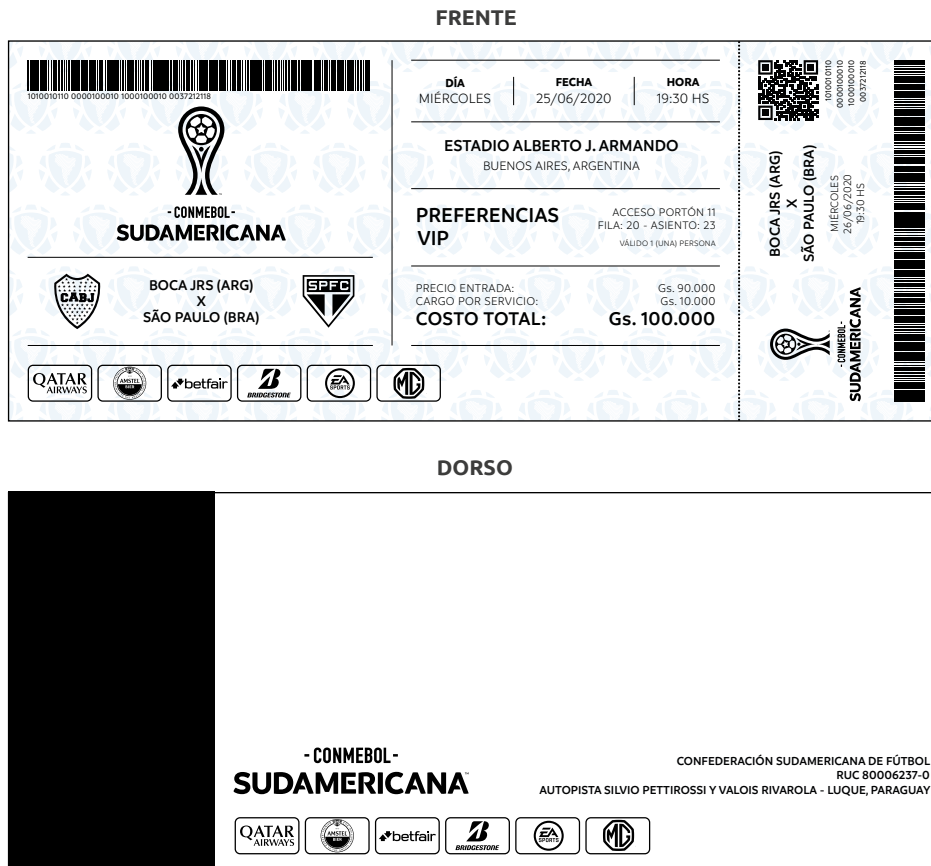 FRENTE
1010010110 0000100010 1000100010 0037212118
- CONMEBOL -
SUDAMERICANA
CABJ
BOCA JRS (ARG)
X
SÃO PAULO (BRA)
SPFC
QATAR
AIRWAYS
AMSTEL
BIER
betfair
B
BRIDGESTONE
EA
SPORTS
MG
DÍA
MIÉRCOLES
FECHA
25/06/2020
HORA
19:30 HS
ESTADIO ALBERTO J. ARMANDO
BUENOS AIRES, ARGENTINA
PREFERENCIAS
VIP
ACCESO PORTÓN 11
FILA: 20 - ASIENTO: 23
VÁLIDO 1 (UNA) PERSONA
PRECIO ENTRADA: Gs. 90.000
CARGO POR SERVICIO: Gs. 10.000
COSTO TOTAL: Gs. 100.000
1010010110
0000100010
1000100010
0037212118
BOCA JRS (ARG)
X
SÃO PAULO (BRA)
MIÉRCOLES
26/06/2020
19:30 HS
- CONMEBOL -
SUDAMERICANA
DORSO
- CONMEBOL -
SUDAMERICANA
CONFEDERACIÓN SUDAMERICANA DE FÚTBOL
RUC 80006237-0
AUTOPISTA SILVIO PETTIROSSI Y VALOIS RIVAROLA - LUQUE, PARAGUAY
QATAR
AIRWAYS
AMSTEL
BIER
betfair
B
BRIDGESTONE
EA
SPORTS
MG